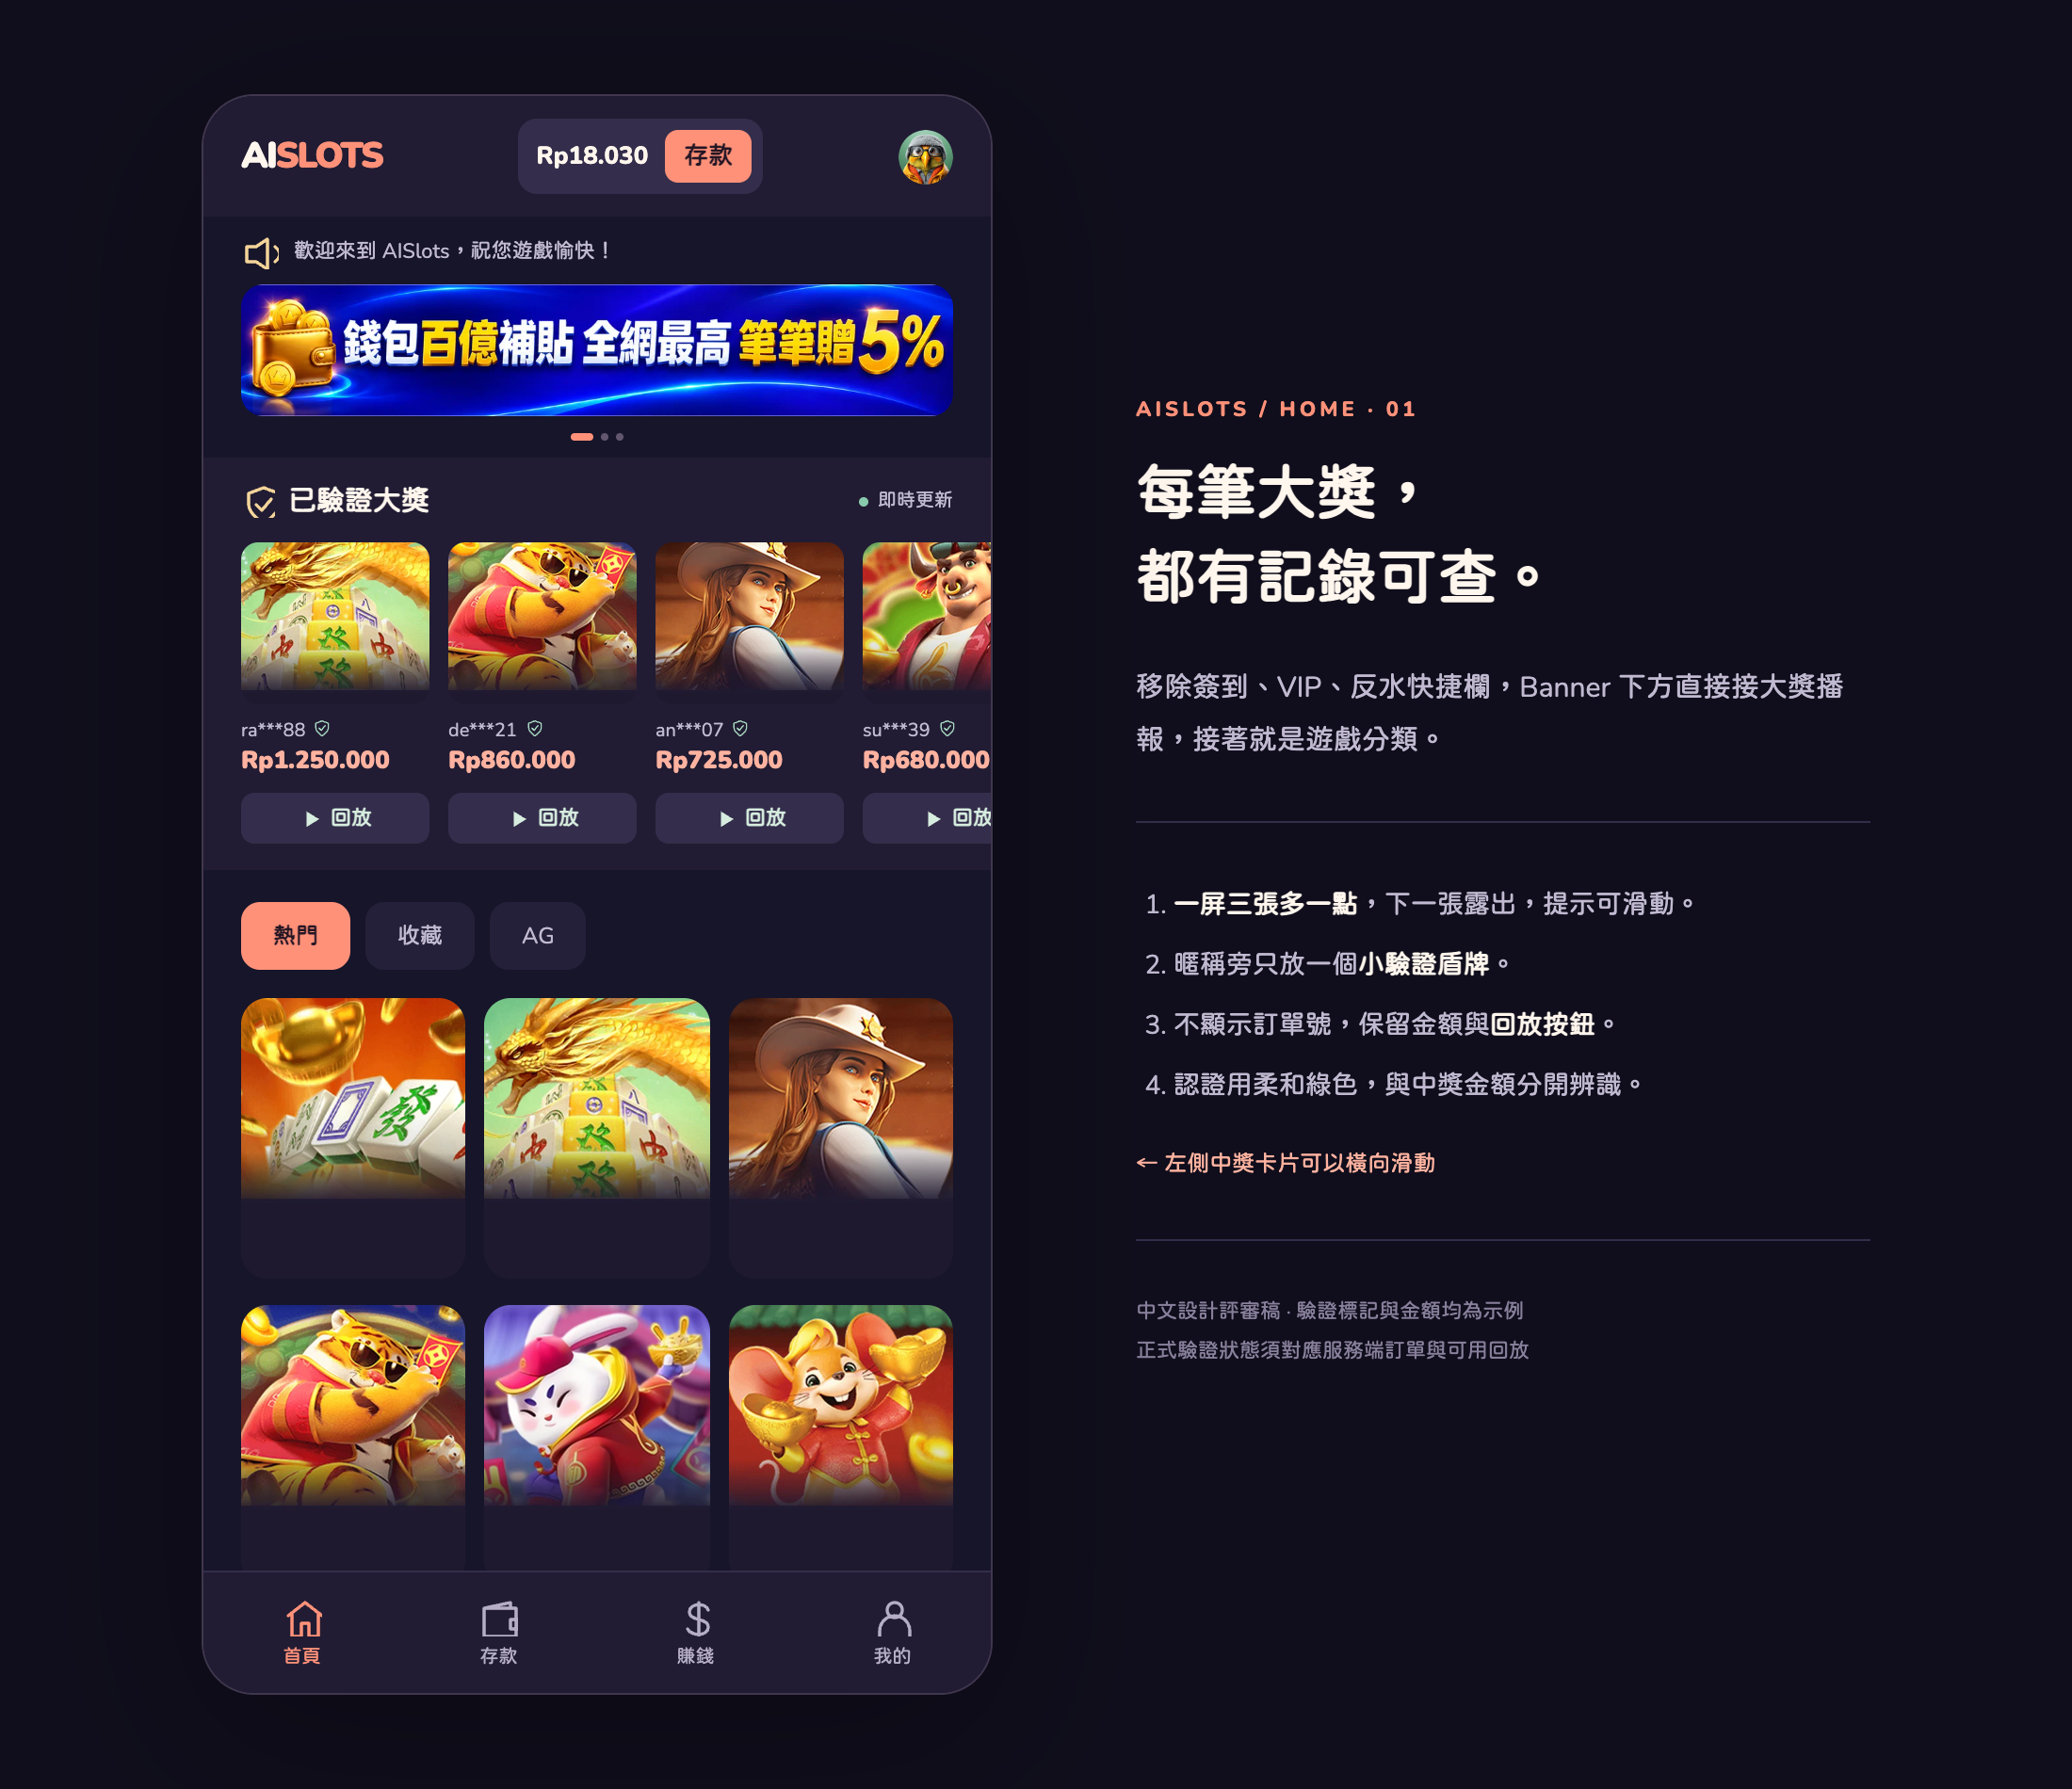 AISLOTS
Rp18.030 存款
歡迎來到 AISlots，祝您遊戲愉快！
錢包百億補貼 全網最高 筆筆贈5%
已驗證大獎
即時更新
ra***88
Rp1.250.000
回放
de***21
Rp860.000
回放
an***07
Rp725.000
回放
su***39
Rp680.000
回放
熱門
收藏
AG
首頁
存款
賺錢
我的
AISLOTS / HOME · 01
每筆大獎，
都有記錄可查。
移除簽到、VIP、反水快捷欄，Banner 下方直接接大獎播
報，接著就是遊戲分類。
1. 一屏三張多一點，下一張露出，提示可滑動。
2. 暱稱旁只放一個小驗證盾牌。
3. 不顯示訂單號，保留金額與回放按鈕。
4. 認證用柔和綠色，與中獎金額分開辨識。
← 左側中獎卡片可以橫向滑動
中文設計評審稿 · 驗證標記與金額均為示例
正式驗證狀態須對應服務端訂單與可用回放